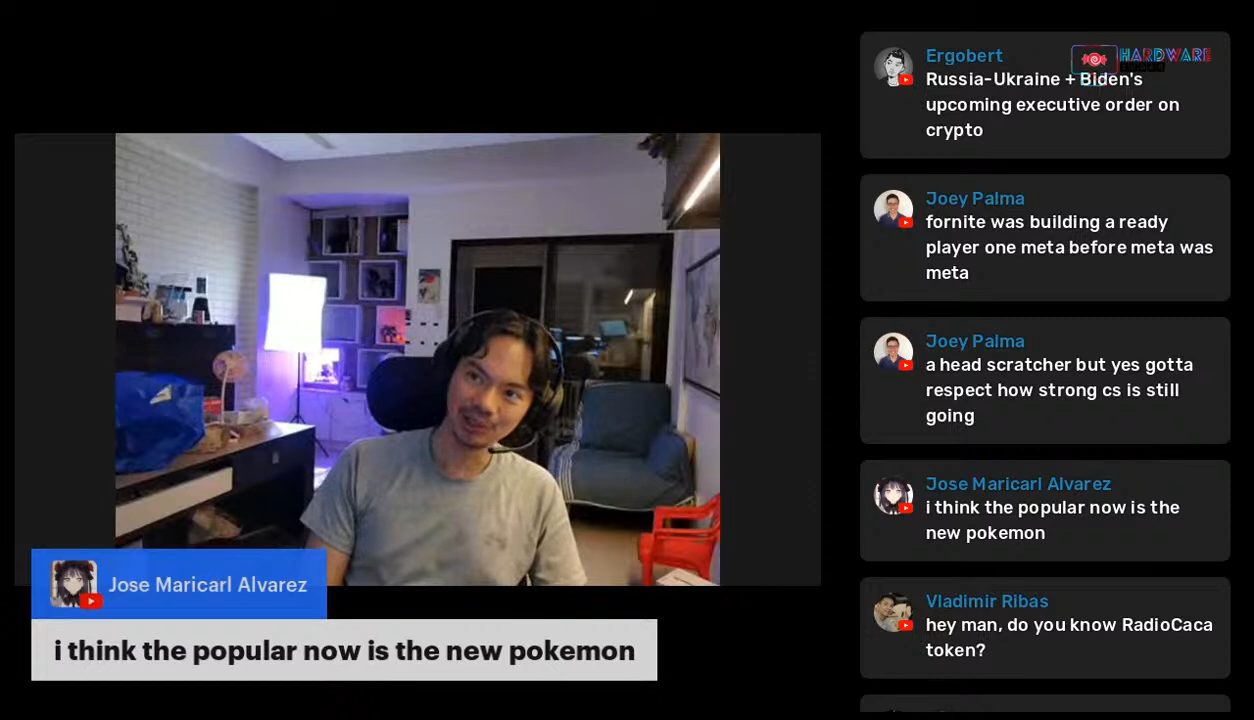 Ergobert
HARDWARE
Russia-Ukraine + Biden's
upcoming executive order on
crypto
Joey Palma
fornite was building a ready
player one meta before meta was
meta
Joey Palma
a head scratcher but yes gotta
respect how strong cs is still
going
Jose Maricarl Alvarez
i think the popular now is the
new pokemon
Vladimir Ribas
hey man, do you know RadioCaca
token?
Jose Maricarl Alvarez
i think the popular now is the new pokemon